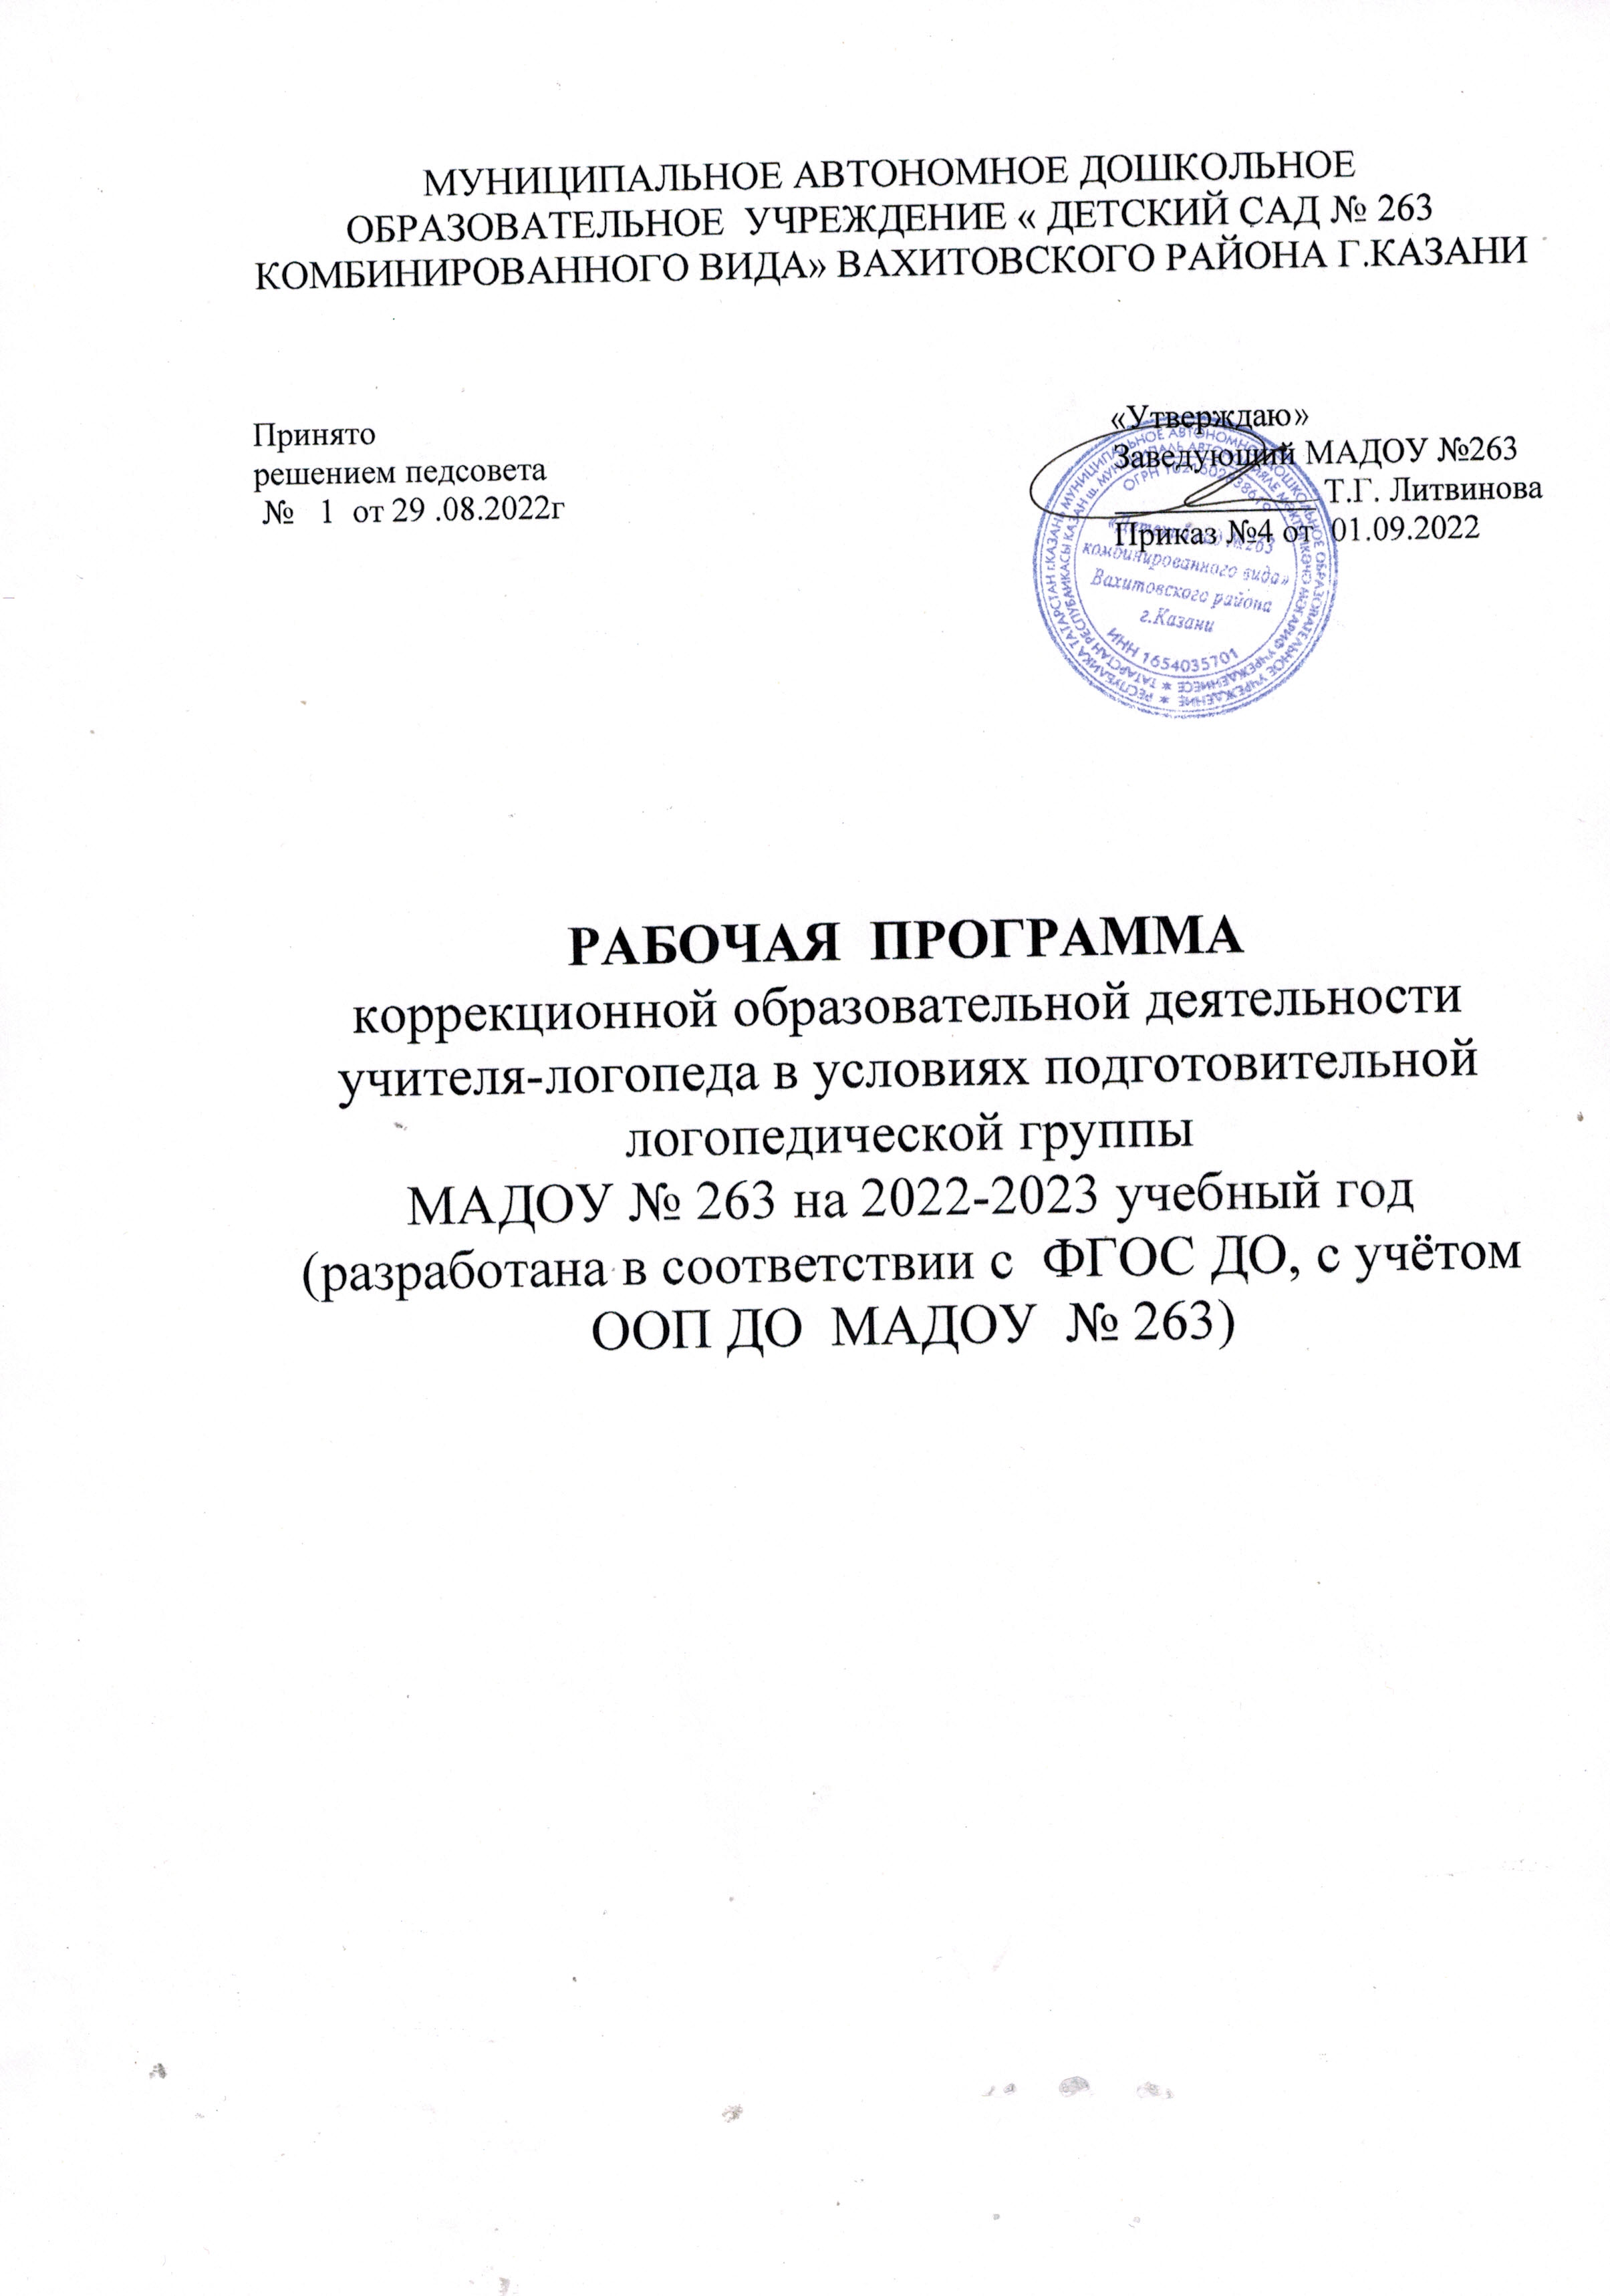 МУНИЦИПАЛЬНОЕ АВТОНОМНОЕ ДОШКОЛЬНОЕ
ОБРАЗОВАТЕЛЬНОЕ УЧРЕЖДЕНИЕ « ДЕТСКИЙ САД № 263
КОМБИНИРОВАННОГО ВИДА» ВАХИТОВСКОГО РАЙОНА Г.КАЗАНИ
Принято
решением педсовета
№ 1 от 29 .08.2022г
«Утверждаю»
Заведующий МАДОУ №263
Т.Г. Литвинова
Приказ №4 от 01.09.2022
«Детский сад №263
комбинированного вида»
Вахитовского района
г.Казани
ИНН 1654035701
РАБОЧАЯ ПРОГРАММА
коррекционной образовательной деятельности
учителя-логопеда в условиях подготовительной
логопедической группы
МАДОУ № 263 на 2022-2023 учебный год
(разработана в соответствии с ФГОС ДО, с учётом
ООП ДО МАДОУ № 263)